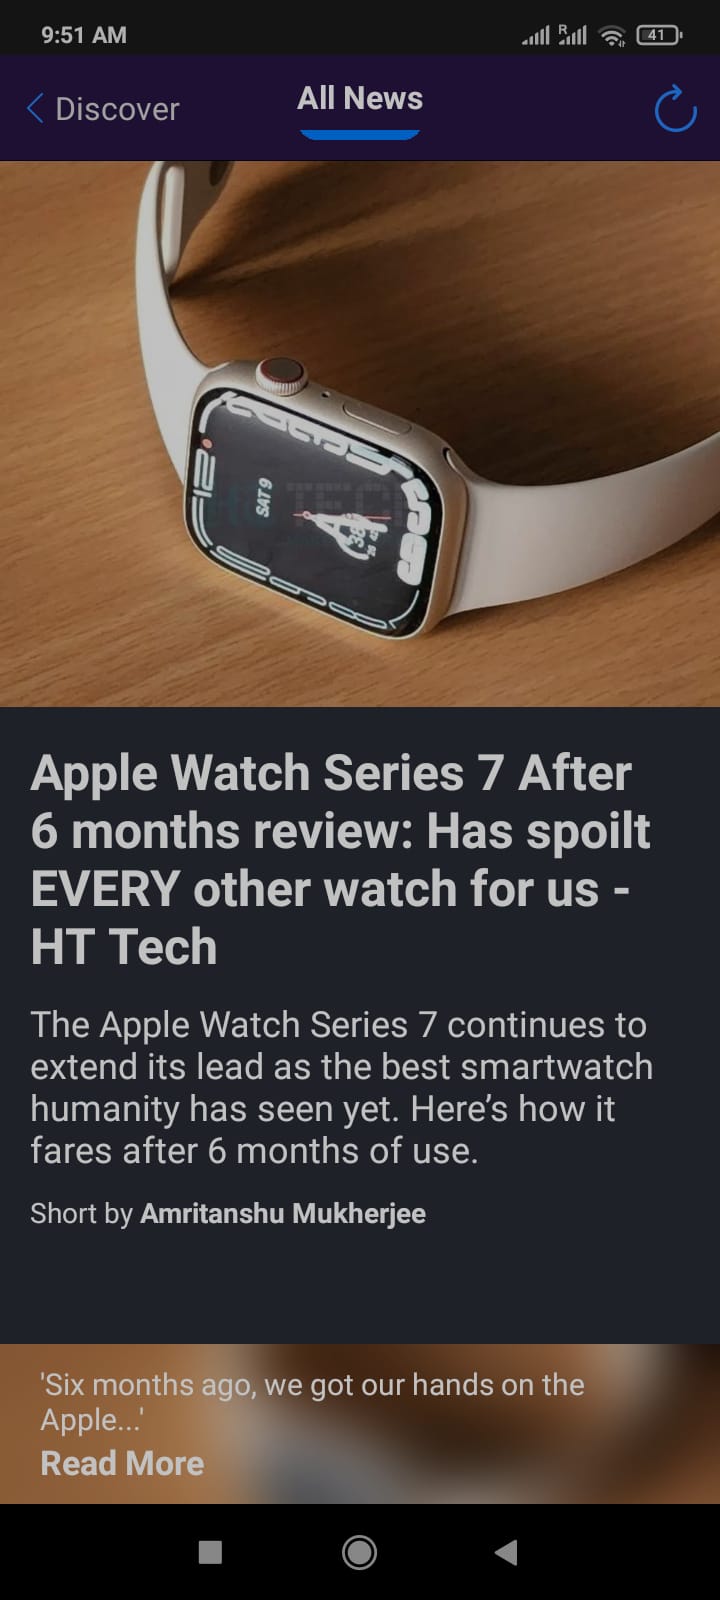 9:51 AM
R
41
Discover
All News
12
SAT 9
TECH
Apple Watch Series 7 After
6 months review: Has spoilt
EVERY other watch for us -
HT Tech
The Apple Watch Series 7 continues to
extend its lead as the best smartwatch
humanity has seen yet. Here’s how it
fares after 6 months of use.
Short by Amritanshu Mukherjee
'Six months ago, we got our hands on the
Apple...'
Read More